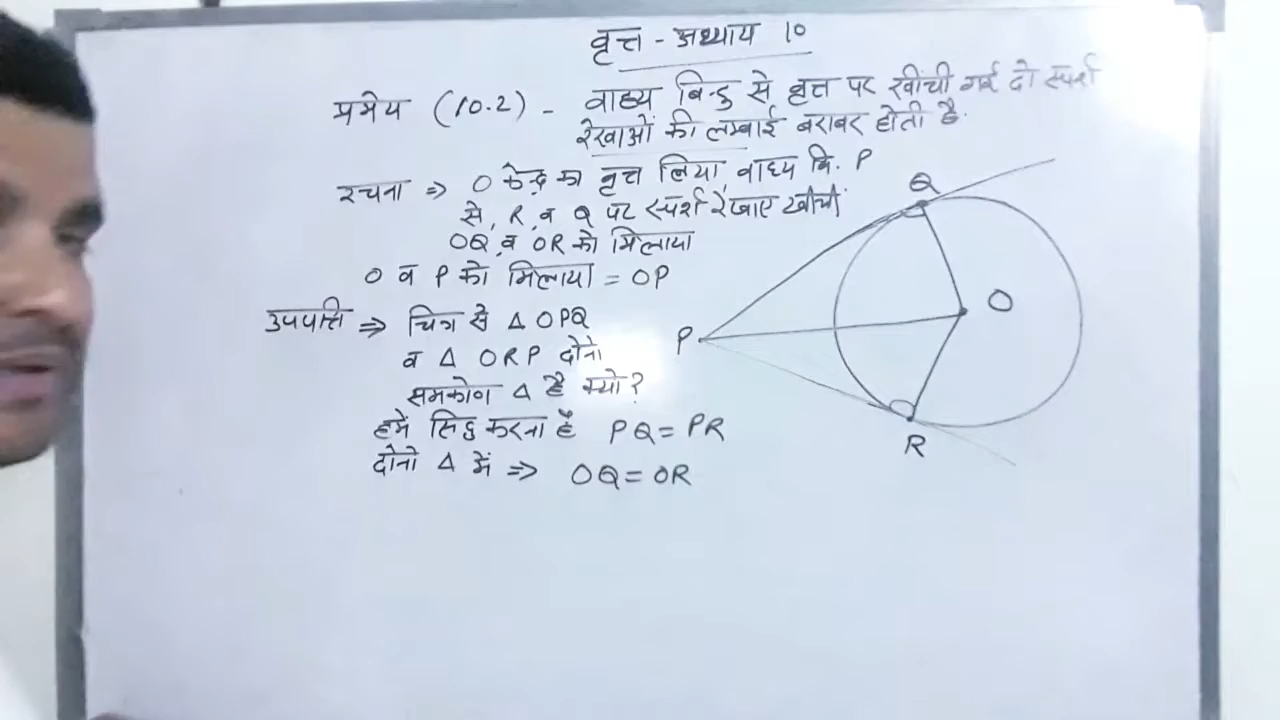 वृत्त - अध्याय 10
प्रमेय (10.2) - वाह्य बिन्दु से वृत्त पर खींची गई दो स्पर्श
रेखाओं की लम्बाई बराबर होती है.
रचना ⇒ O केन्द्र का वृत्त लिया, वाह्य बि. P
से, R, व Q पर स्पर्श रेखाए खींची.
OQ, व OR को मिलाया
O व P को मिलाया = OP
उपपत्ति ⇒ चित्र से Δ OPQ
व Δ ORP दोनो
समकोण Δ है क्यो?
हमें सिद्ध करना है PQ = PR
दोनो Δ में ⇒ OQ = OR
Q
O
P
R